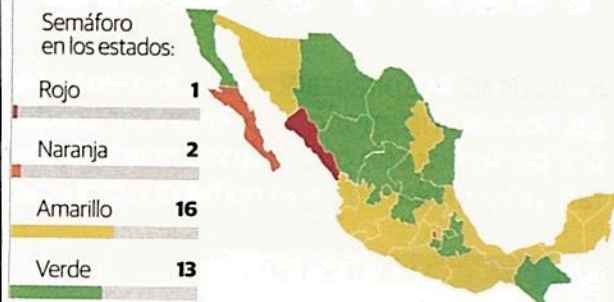 Semáforo
en los estados:
Rojo 1
Naranja 2
Amarillo 16
Verde 13